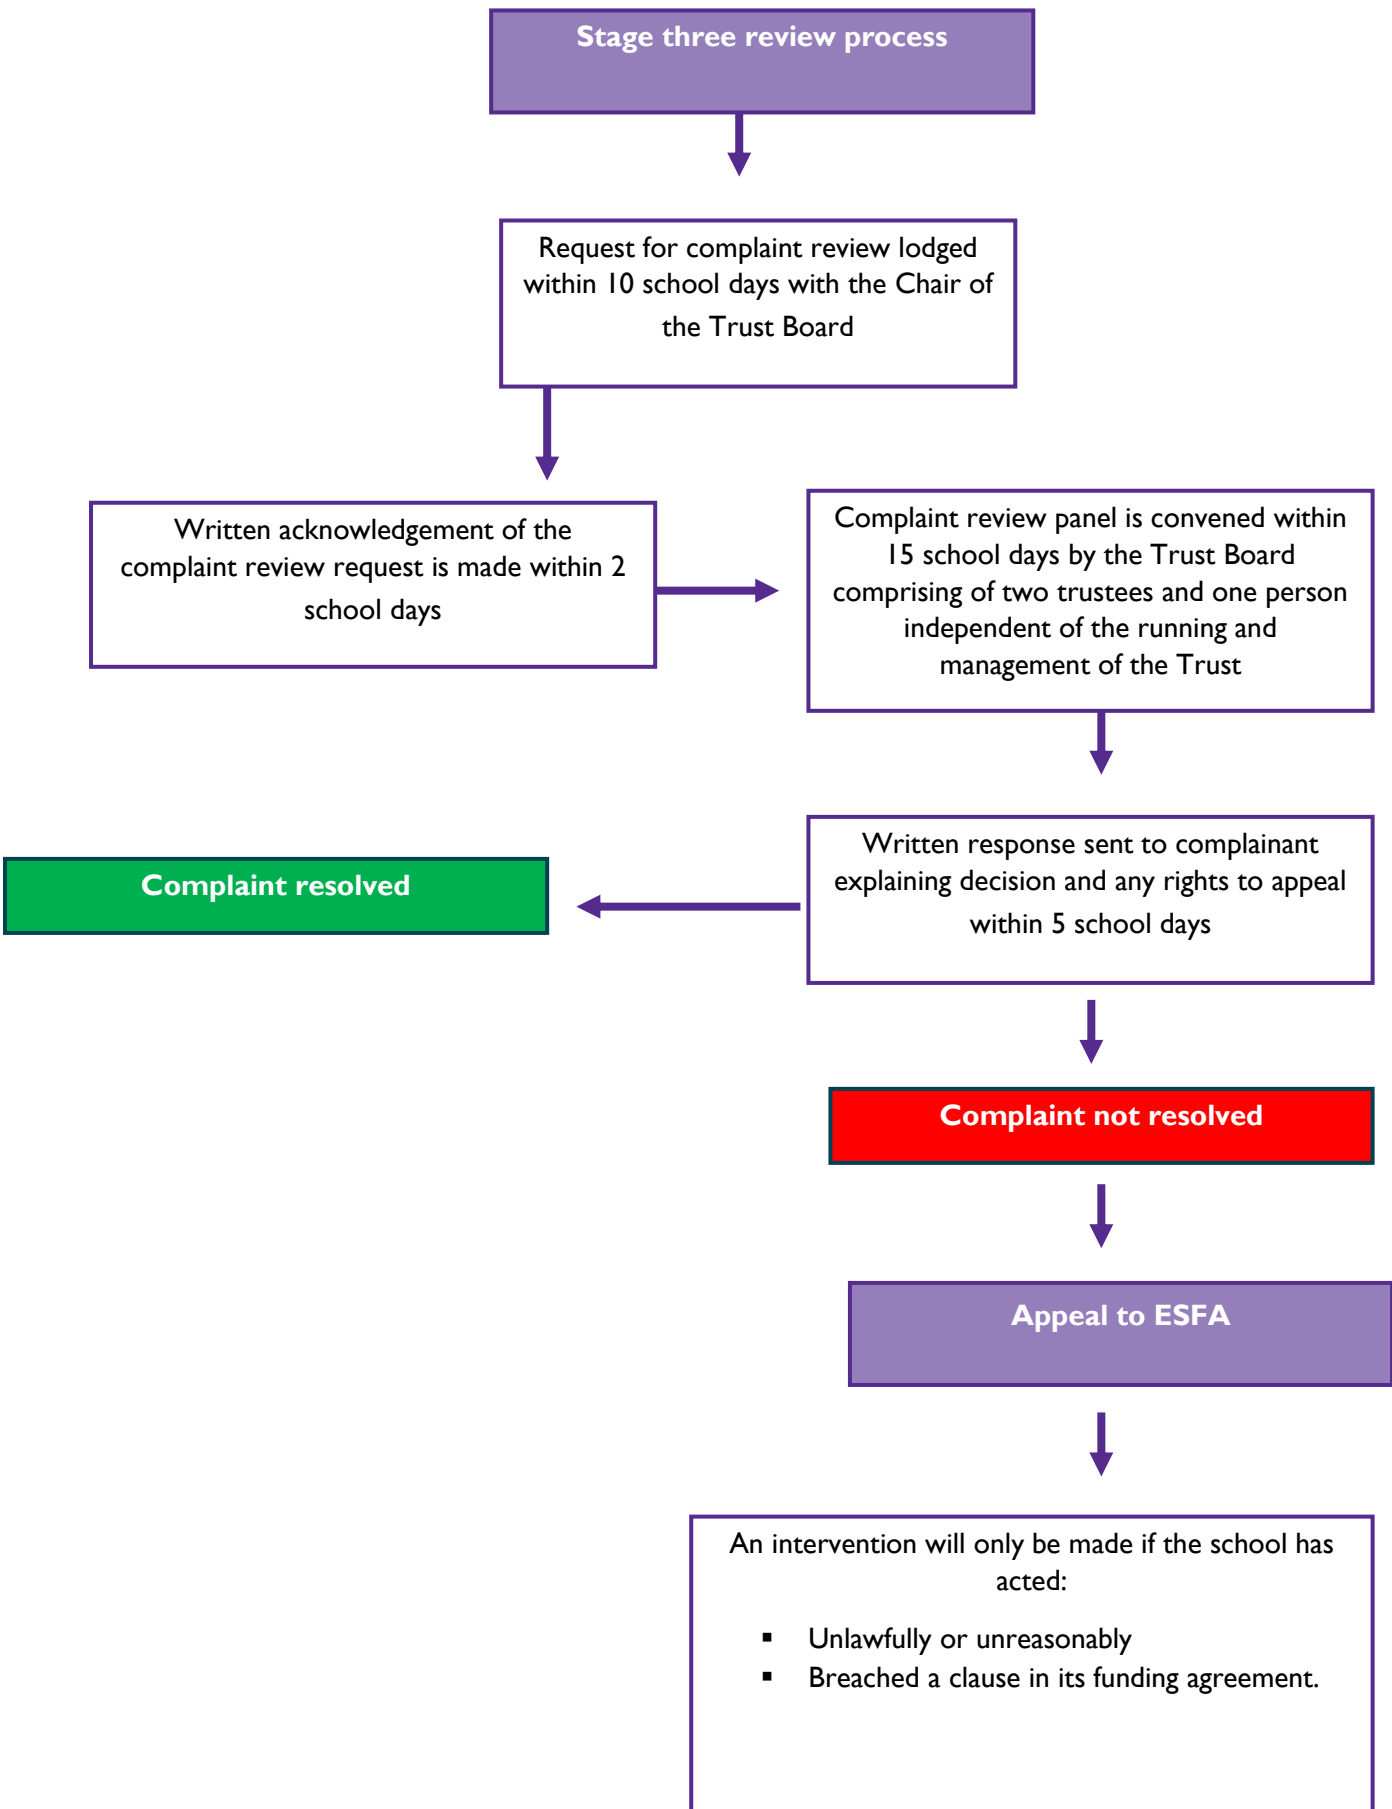 Stage three review process
Request for complaint review lodged
within 10 school days with the Chair of
the Trust Board
Written acknowledgement of the
complaint review request is made within 2
school days
Complaint review panel is convened within
15 school days by the Trust Board
comprising of two trustees and one person
independent of the running and
management of the Trust
Written response sent to complainant
explaining decision and any rights to appeal
within 5 school days
Complaint resolved
Complaint not resolved
Appeal to ESFA
An intervention will only be made if the school has
acted:
▪ Unlawfully or unreasonably
▪ Breached a clause in its funding agreement.